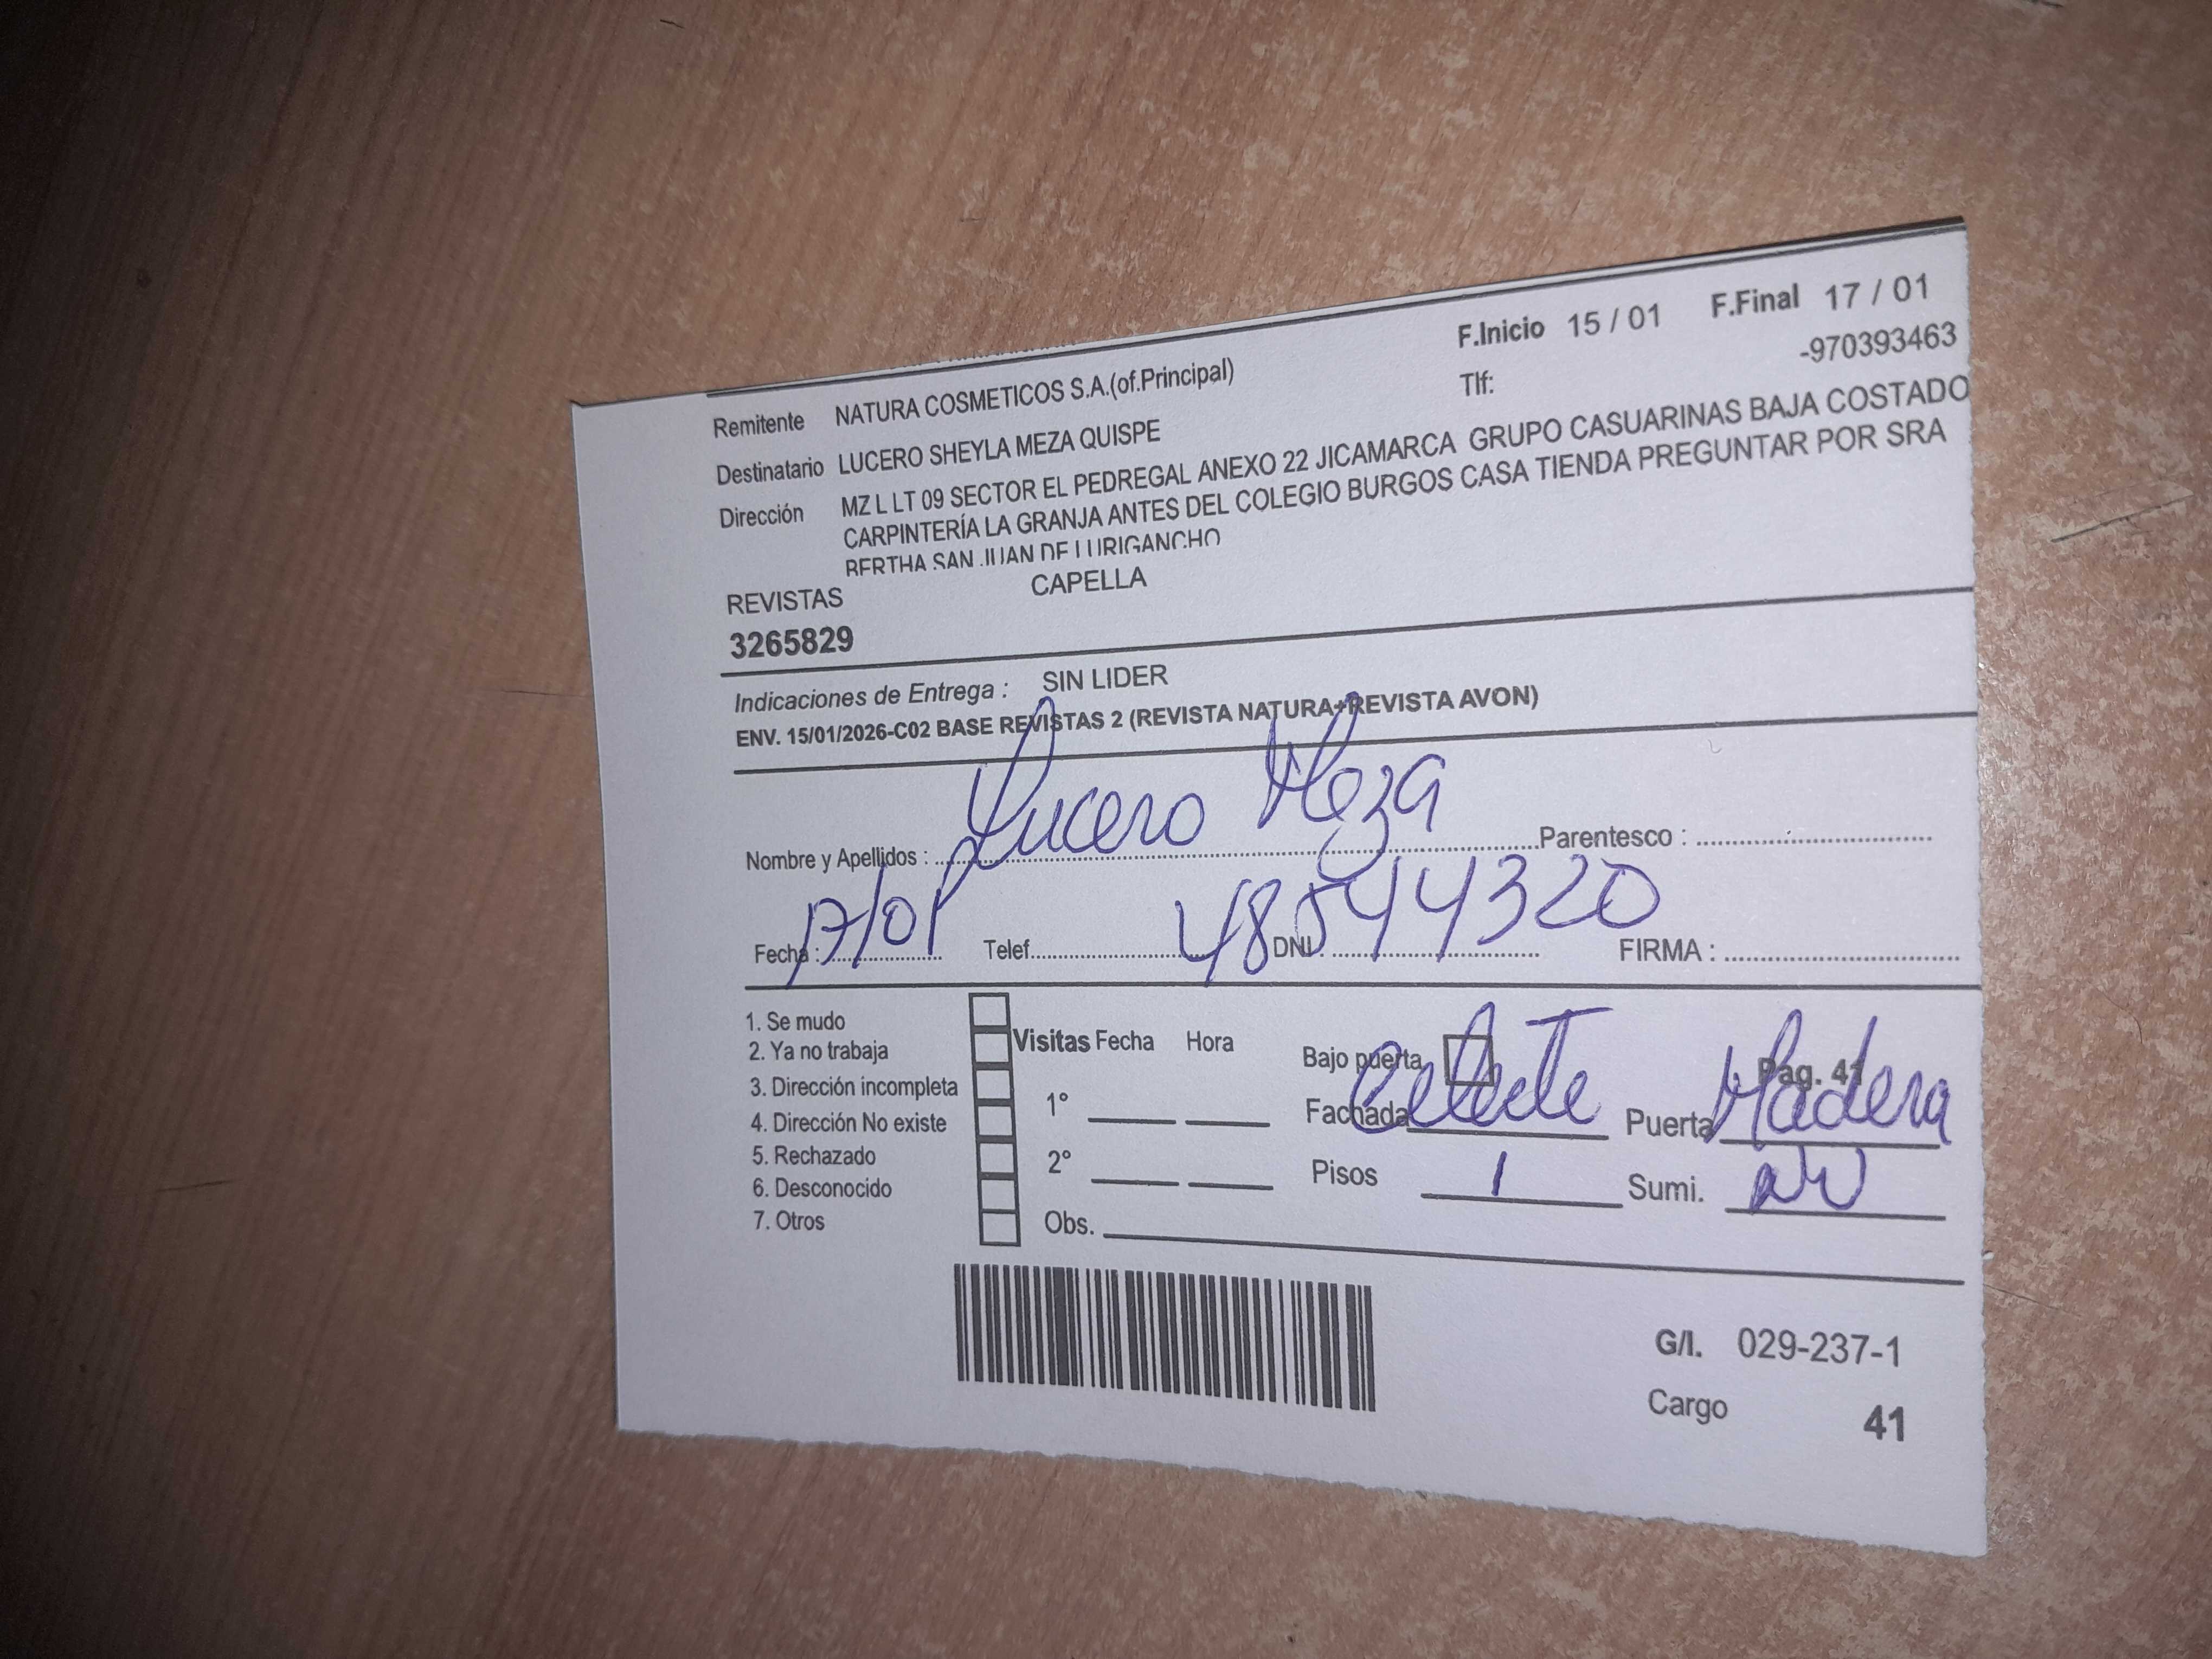 F.Inicio 15 / 01 F.Final 17 / 01
Remitente NATURA COSMETICOS S.A.(of.Principal) Tlf: -970393463
Destinatario LUCERO SHEYLA MEZA QUISPE
Dirección MZ L LT 09 SECTOR EL PEDREGAL ANEXO 22 JICAMARCA GRUPO CASUARINAS BAJA COSTADO
CARPINTERÍA LA GRANJA ANTES DEL COLEGIO BURGOS CASA TIENDA PREGUNTAR POR SRA
BERTHA SAN JUAN DE LURIGANCHO
REVISTAS CAPELLA
3265829
Indicaciones de Entrega : SIN LIDER
ENV. 15/01/2026-C02 BASE REVISTAS 2 (REVISTA NATURA+REVISTA AVON)
Nombre y Apellidos : Lucero Meza Parentesco :
Fecha : 17/01 Telef. DNI. 48544320 FIRMA :
1. Se mudo
2. Ya no trabaja
3. Dirección incompleta
4. Dirección No existe
5. Rechazado
6. Desconocido
7. Otros
Visitas Fecha Hora
1°
2°
Obs.
Bajo puerta Pag. 41
Fachada Celeste Puerta Madera
Pisos 1 Sumi.
G/I. 029-237-1
Cargo 41